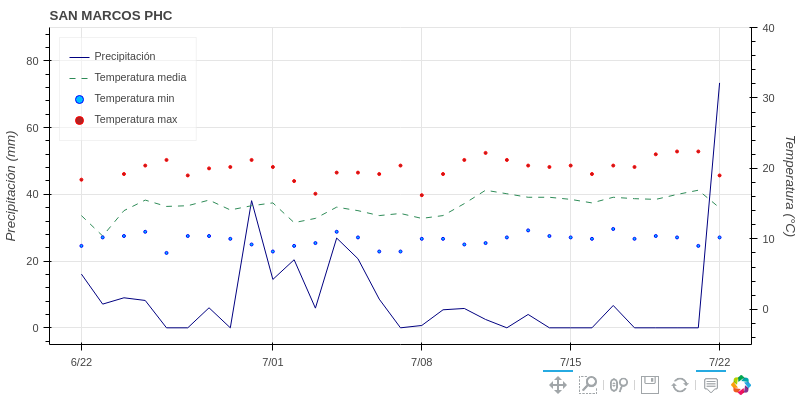 SAN MARCOS PHC
Precipitación
Temperatura media
Temperatura min
Temperatura max
Precipitación (mm)
80
60
40
20
0
Temperatura (°C)
40
30
20
10
0
6/22 7/01 7/08 7/15 7/22